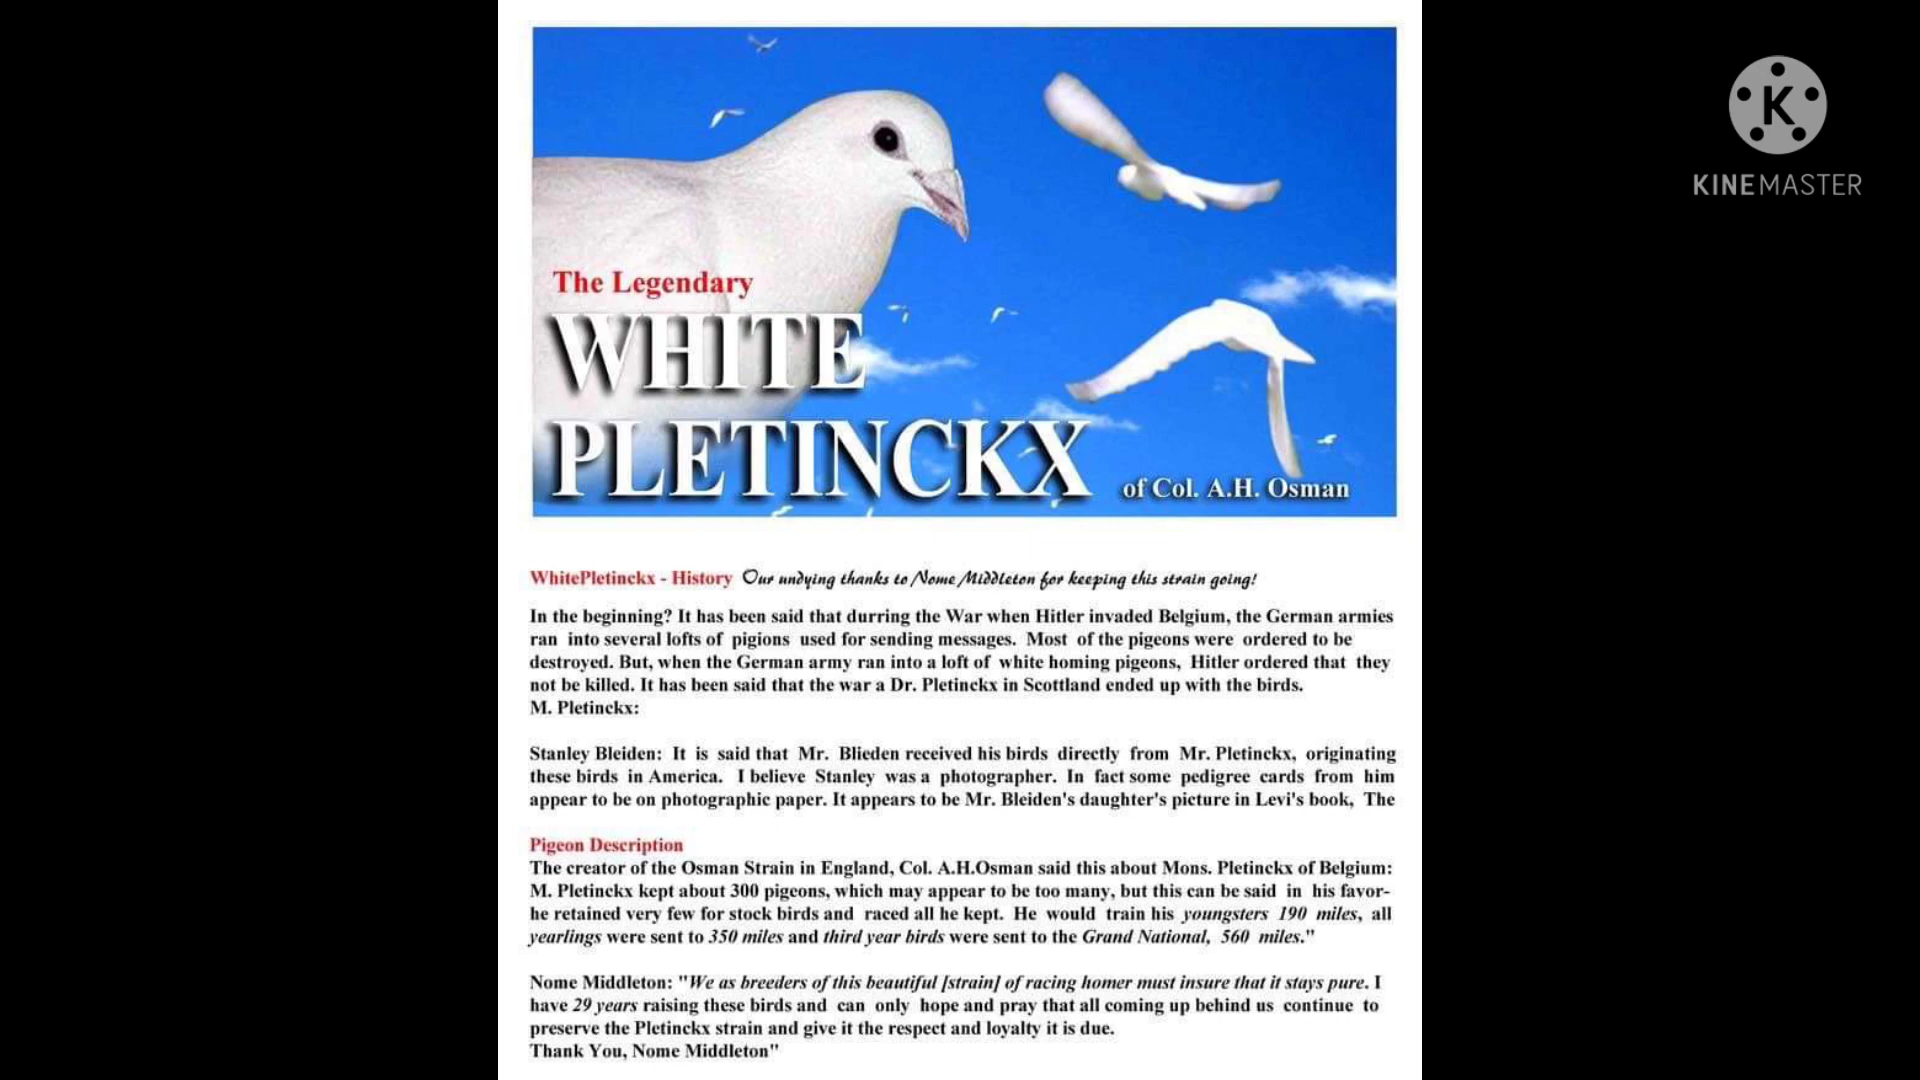 The Legendary
WHITE
PLETINCKX
of Col. A.H. Osman
K
KINEMASTER
WhitePletinckx - History Our undying thanks to Nome Middleton for keeping this strain going!
In the beginning? It has been said that durring the War when Hitler invaded Belgium, the German armies
ran into several lofts of pigions used for sending messages. Most of the pigeons were ordered to be
destroyed. But, when the German army ran into a loft of white homing pigeons, Hitler ordered that they
not be killed. It has been said that the war a Dr. Pletinckx in Scottland ended up with the birds.
M. Pletinckx:
Stanley Bleiden: It is said that Mr. Blieden received his birds directly from Mr. Pletinckx, originating
these birds in America. I believe Stanley was a photographer. In fact some pedigree cards from him
appear to be on photographic paper. It appears to be Mr. Bleiden's daughter's picture in Levi's book, The
Pigeon Description
The creator of the Osman Strain in England, Col. A.H.Osman said this about Mons. Pletinckx of Belgium:
M. Pletinckx kept about 300 pigeons, which may appear to be too many, but this can be said in his favor-
he retained very few for stock birds and raced all he kept. He would train his youngsters 190 miles, all
yearlings were sent to 350 miles and third year birds were sent to the Grand National, 560 miles."
Nome Middleton: "We as breeders of this beautiful [strain] of racing homer must insure that it stays pure. I
have 29 years raising these birds and can only hope and pray that all coming up behind us continue to
preserve the Pletinckx strain and give it the respect and loyalty it is due.
Thank You, Nome Middleton"